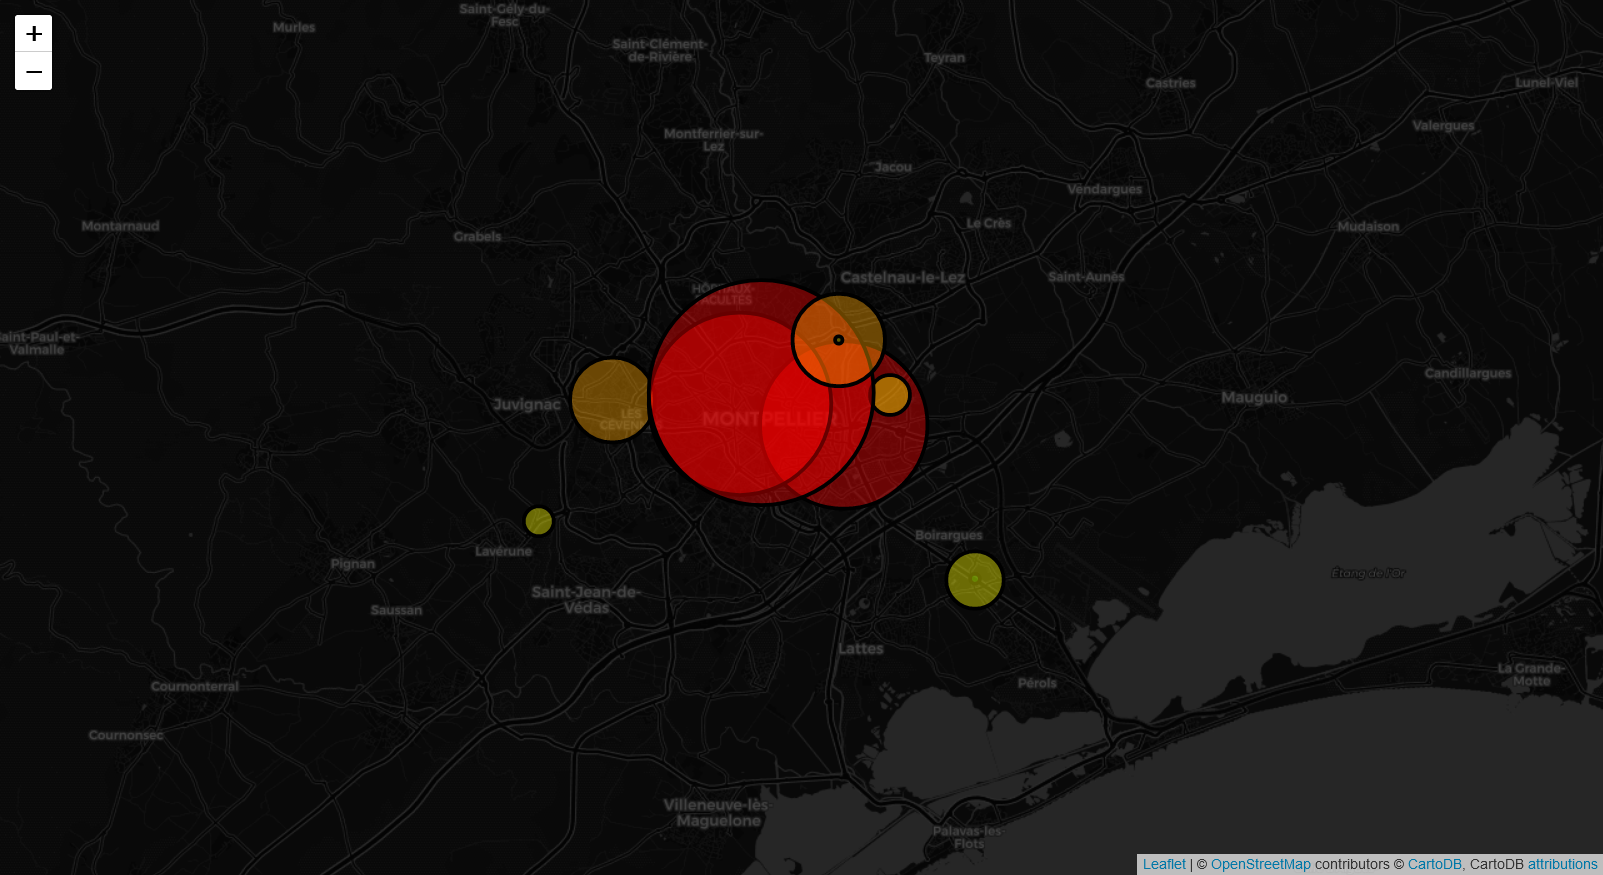 +
−
Murles
Saint-Gély-du-
Fesc
Saint-Clément-
de-Rivière
Teyran
Castries
Lunel-Viel
Valergues
Montferrier-sur-
Lez
Jacou
Vendargues
Montarnaud
Grabels
Le Crès
Mudaison
Castelnau-le-Lez
Saint-Aunès
HÔPITAUX-
FACULTÉS
aint-Paul-et-
Valmalle
Candillargues
Juvignac
LES
CÉVENNES
MONTPELLIER
Mauguio
Boirargues
Lavérune
Pignan
Étang de l'Or
Saint-Jean-de-
Védas
Saussan
Lattes
Cournonterral
Pérols
La Grande-
Motte
Cournonsec
Villeneuve-lès-
Maguelone
Palavas-les-
Flots
Leaflet | © OpenStreetMap contributors © CartoDB, CartoDB attributions